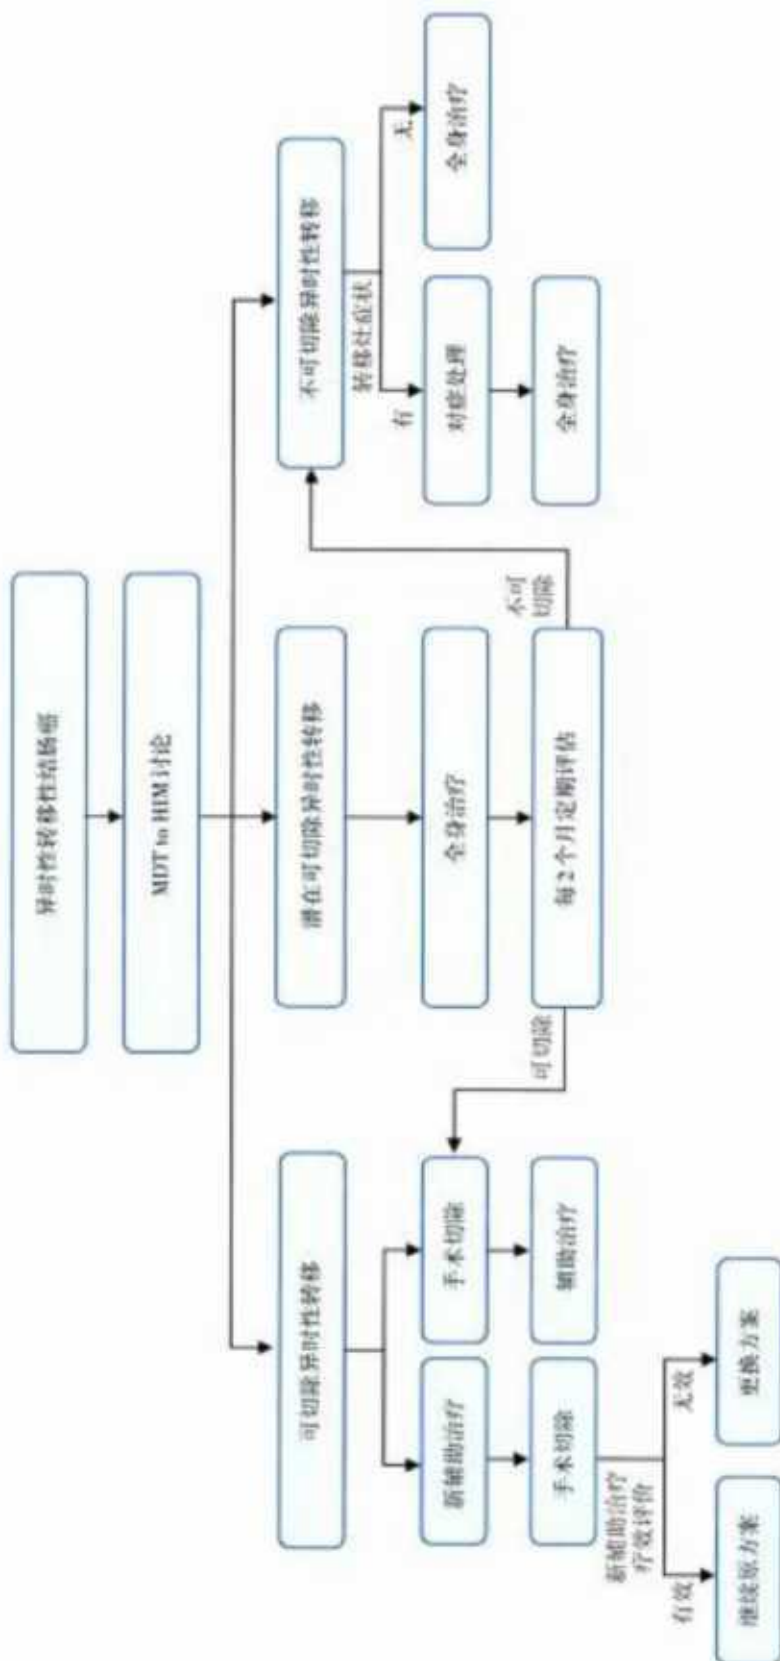 异时性转移性结肠癌
MDT to HIM 讨论
可切除异时性转移
潜在可切除异时性转移
不可切除异时性转移
新辅助治疗
手术切除
全身治疗
转移灶症状
有
无
对症处理
全身治疗
手术切除
辅助治疗
可切除
每 2 个月定期评估
不可
切除
全身治疗
新辅助治疗
疗效评价
有效
无效
继续原方案
更换方案